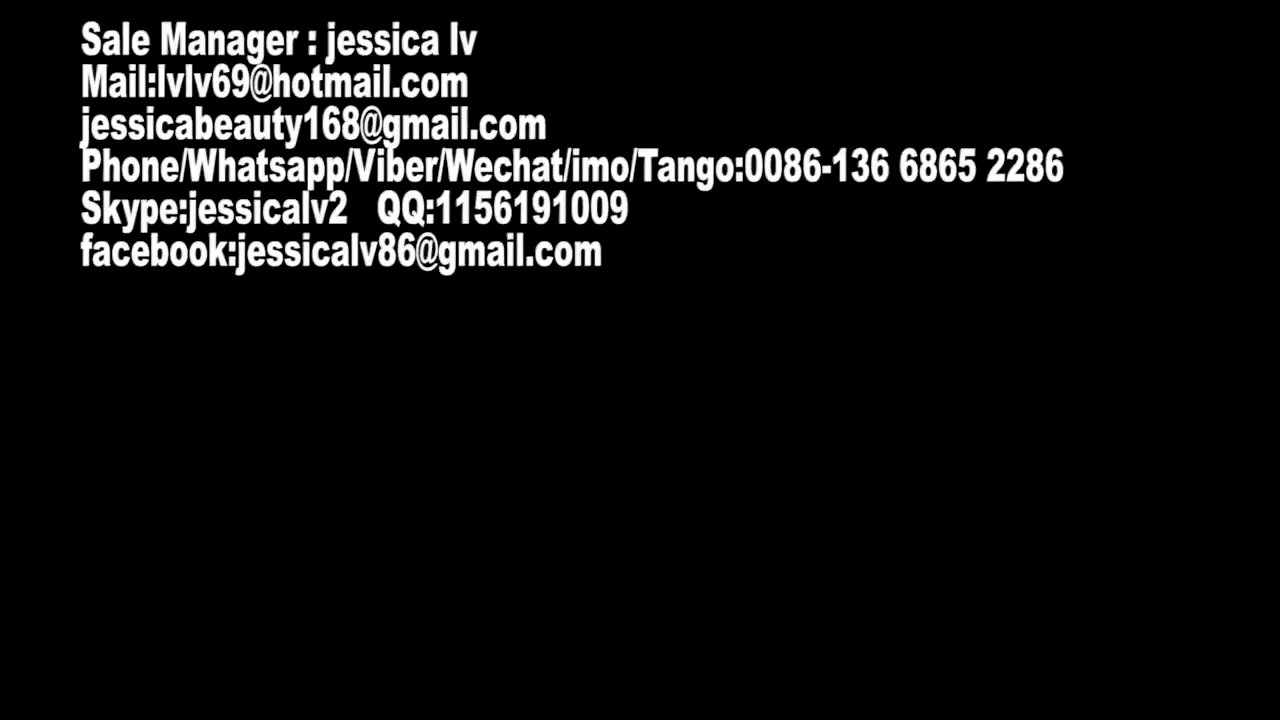 Sale Manager : jessica lv
Mail:lvlv69@hotmail.com
jessicabeauty168@gmail.com
Phone/Whatsapp/Viber/Wechat/imo/Tango:0086-136 6865 2286
Skype:jessicalv2   QQ:1156191009
facebook:jessicalv86@gmail.com